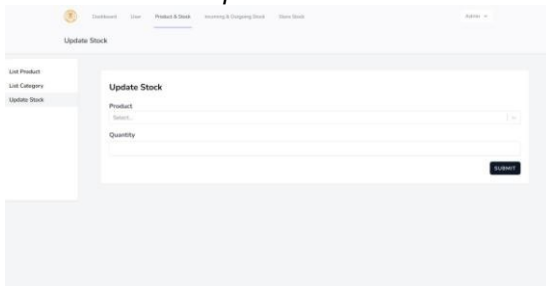 Dashboard User Product & Stock Incoming & Outgoing Stock Store Stock Admin
Update Stock
List Product
List Category
Update Stock
Update Stock
Product
Select...
Quantity
SUBMIT